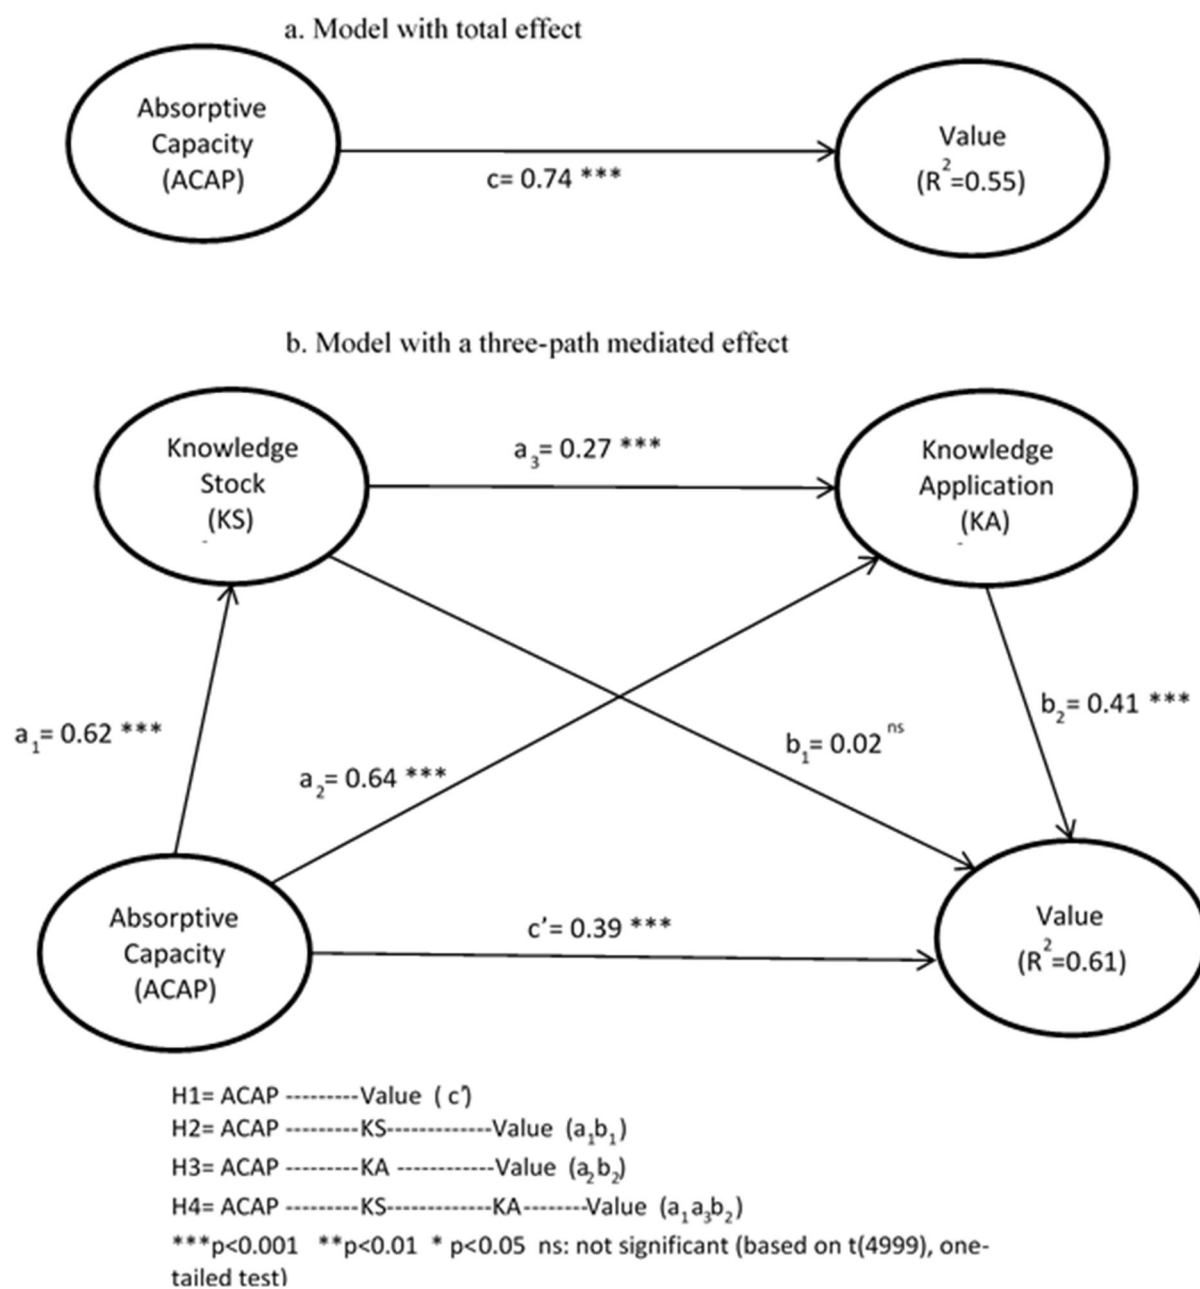 a. Model with total effect
Absorptive
Capacity
(ACAP)
c= 0.74 ***
Value
(R²=0.55)
b. Model with a three-path mediated effect
Knowledge
Stock
(KS)
a₃= 0.27 ***
Knowledge
Application
(KA)
a₁= 0.62 ***
a₂= 0.64 ***
b₁= 0.02 ns
b₂= 0.41 ***
Absorptive
Capacity
(ACAP)
c'= 0.39 ***
Value
(R²=0.61)
H1= ACAP ---------Value (c')
H2= ACAP ---------KS-------------Value (a₁b₁)
H3= ACAP ---------KA ------------Value (a₂b₂)
H4= ACAP ---------KS-------------KA--------Value (a₁a₃b₂)
***p<0.001 **p<0.01 * p<0.05 ns: not significant (based on t(4999), one-
tailed test)